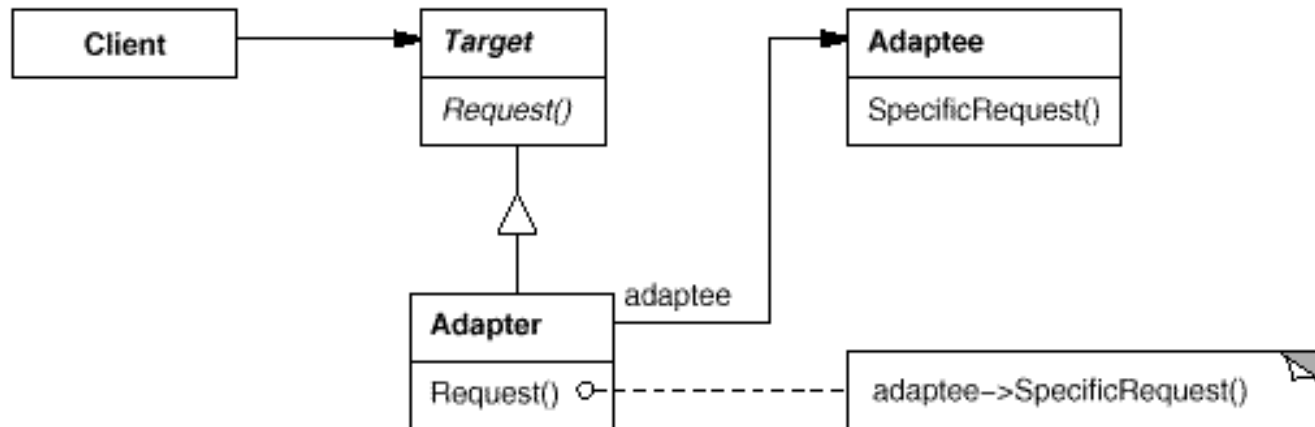 Client
Target
Request()
Adaptee
SpecificRequest()
adaptee
Adapter
Request()
adaptee−>SpecificRequest()